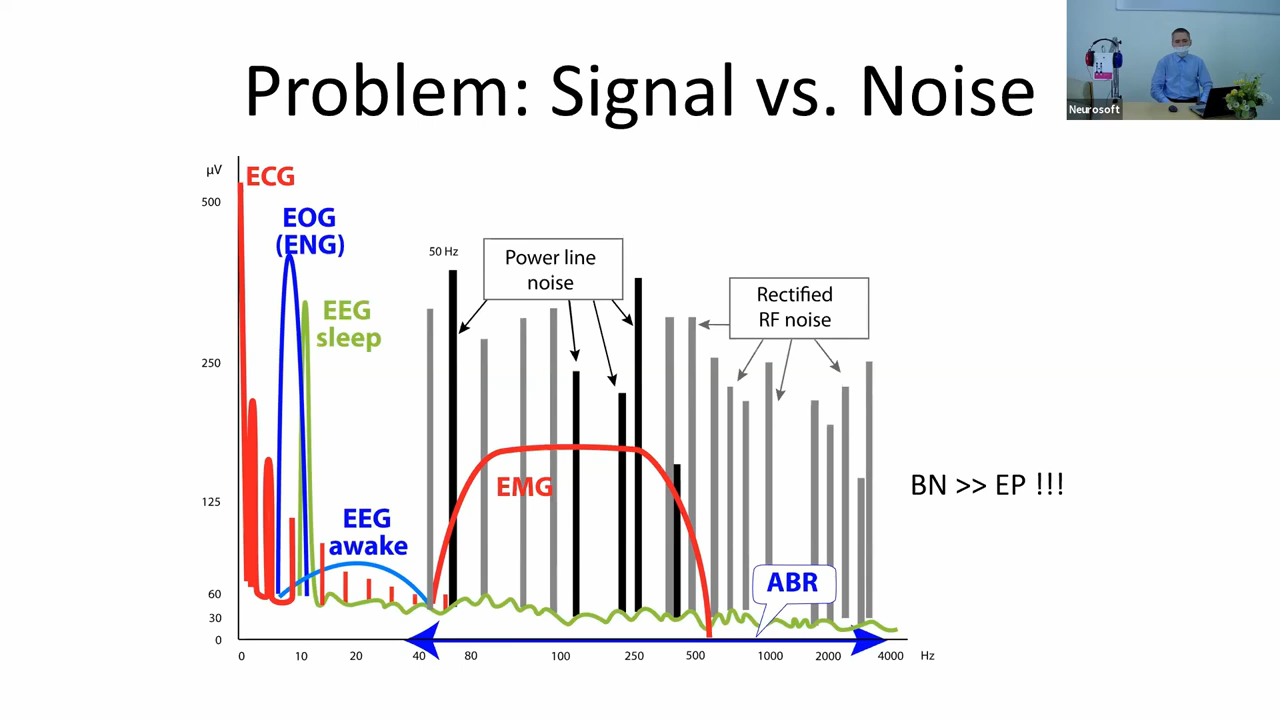 Problem: Signal vs. Noise
Neurosoft
µV
500
250
125
60
30
0
ECG
EOG
(ENG)
EEG
sleep
EEG
awake
50 Hz
Power line
noise
Rectified
RF noise
EMG
ABR
BN >> EP !!!
0
10
20
40
80
100
250
500
1000
2000
4000
Hz